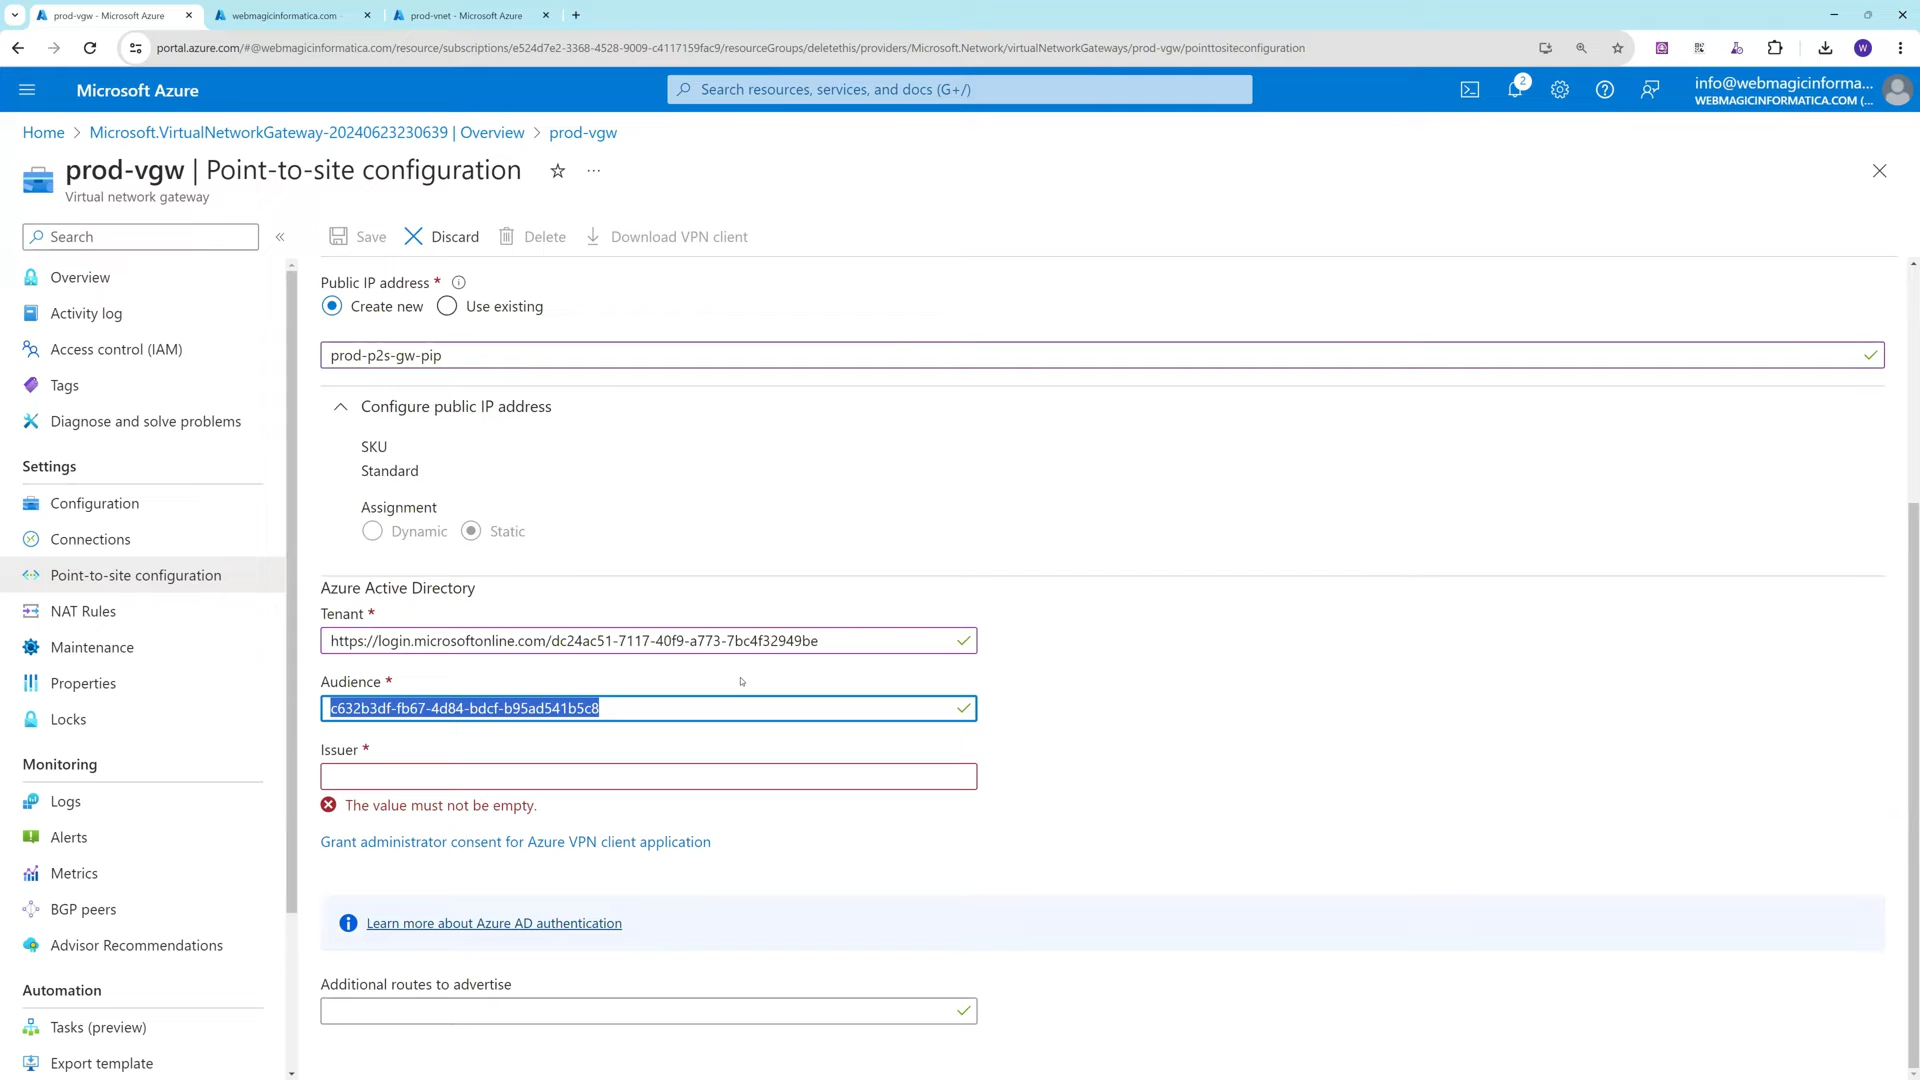 prod-vgw - Microsoft Azure
webmagicinformatica.com -
prod-vnet - Microsoft Azure
portal.azure.com/#@webmagicinformatica.com/resource/subscriptions/e524d7e2-3368-4528-9009-c4117159fac9/resourceGroups/deletethis/providers/Microsoft.Network/virtualNetworkGateways/prod-vgw/pointtositeconfiguration
W
Microsoft Azure
Search resources, services, and docs (G+/)
2
info@webmagicinforma...
WEBMAGICINFORMATICA.COM (...
Home > Microsoft.VirtualNetworkGateway-20240623230639 | Overview > prod-vgw
prod-vgw | Point-to-site configuration
Virtual network gateway
Search
Save
Discard
Delete
Download VPN client
Overview
Activity log
Access control (IAM)
Tags
Diagnose and solve problems
Settings
Configuration
Connections
Point-to-site configuration
NAT Rules
Maintenance
Properties
Locks
Monitoring
Logs
Alerts
Metrics
BGP peers
Advisor Recommendations
Automation
Tasks (preview)
Export template
Public IP address *
Create new
Use existing
prod-p2s-gw-pip
Configure public IP address
SKU
Standard
Assignment
Dynamic
Static
Azure Active Directory
Tenant *
https://login.microsoftonline.com/dc24ac51-7117-40f9-a773-7bc4f32949be
Audience *
c632b3df-fb67-4d84-bdcf-b95ad541b5c8
Issuer *
The value must not be empty.
Grant administrator consent for Azure VPN client application
Learn more about Azure AD authentication
Additional routes to advertise